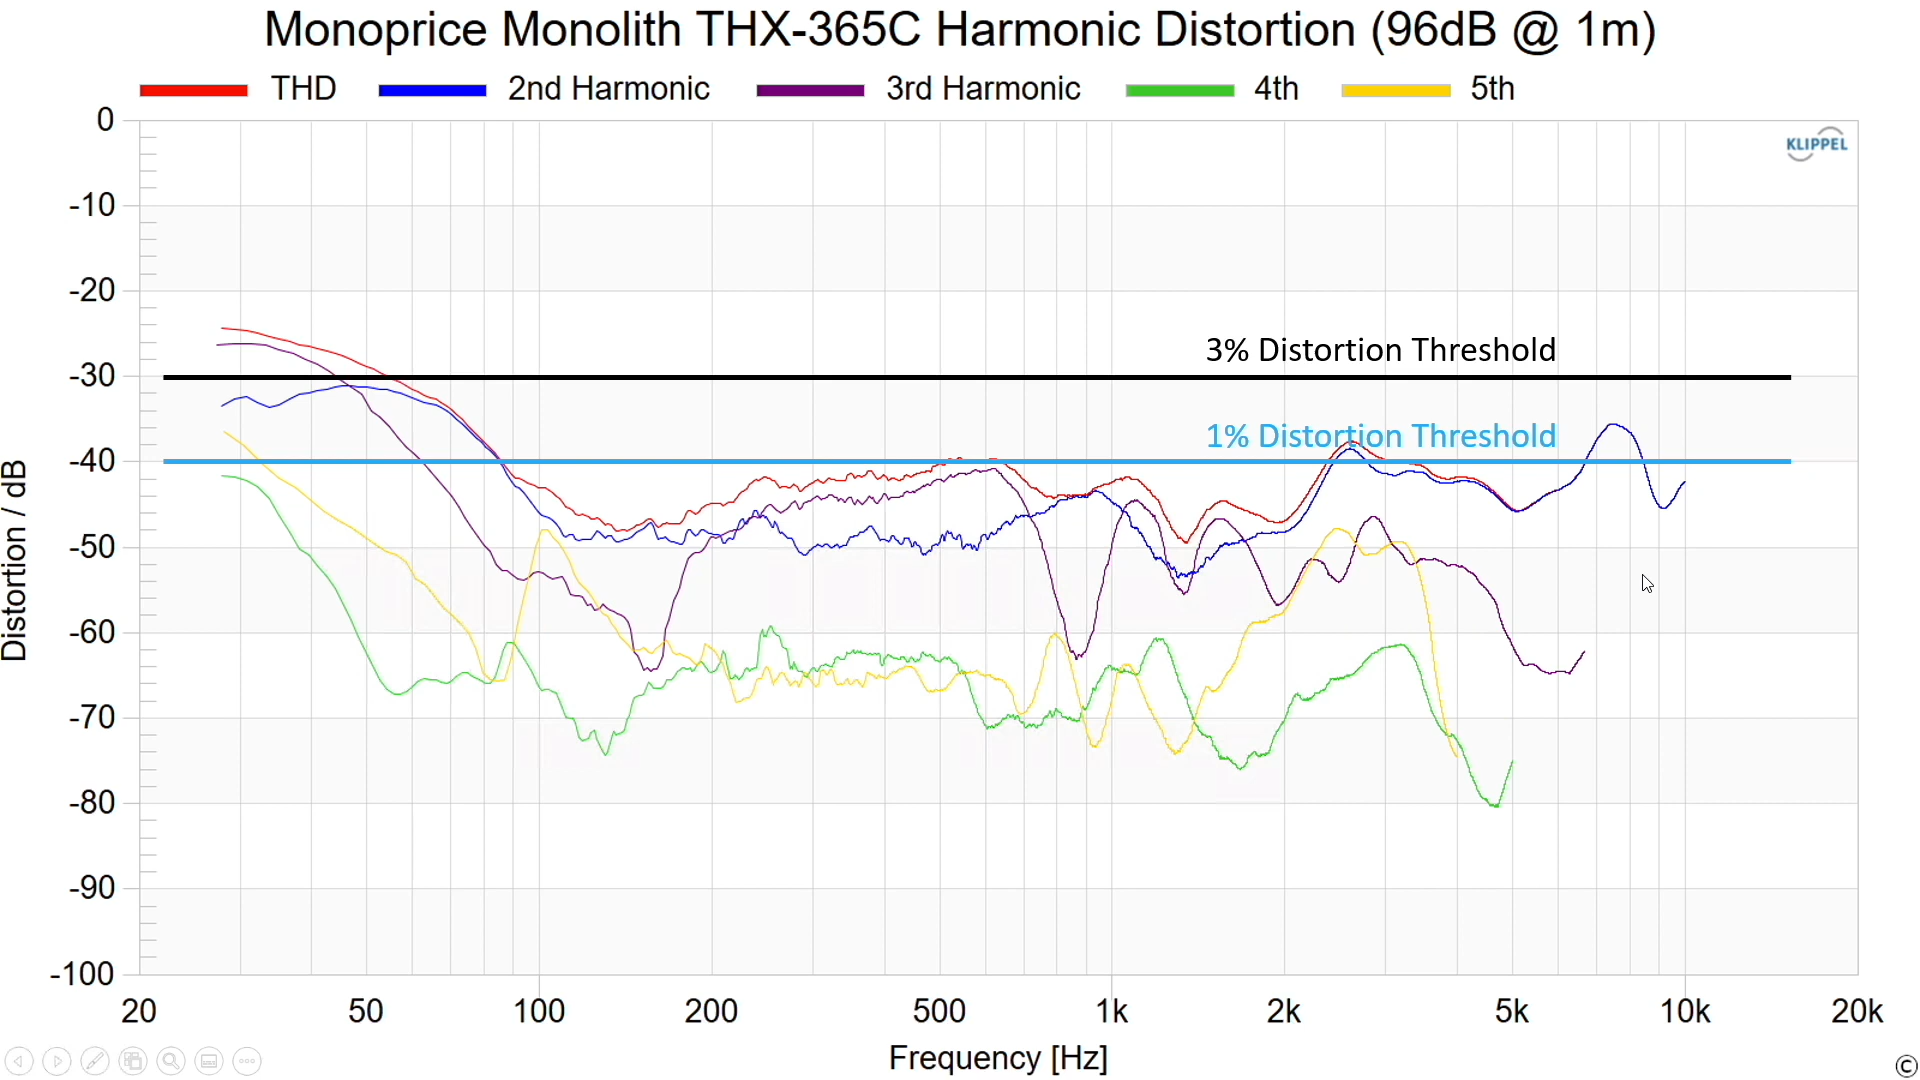 Monoprice Monolith THX-365C Harmonic Distortion (96dB @ 1m)
THD 2nd Harmonic 3rd Harmonic 4th 5th
KLIPPEL
0
-10
-20
-30
-40
-50
-60
-70
-80
-90
-100
Distortion / dB
3% Distortion Threshold
1% Distortion Threshold
20 50 100 200 500 1k 2k 5k 10k 20k
Frequency [Hz]
©